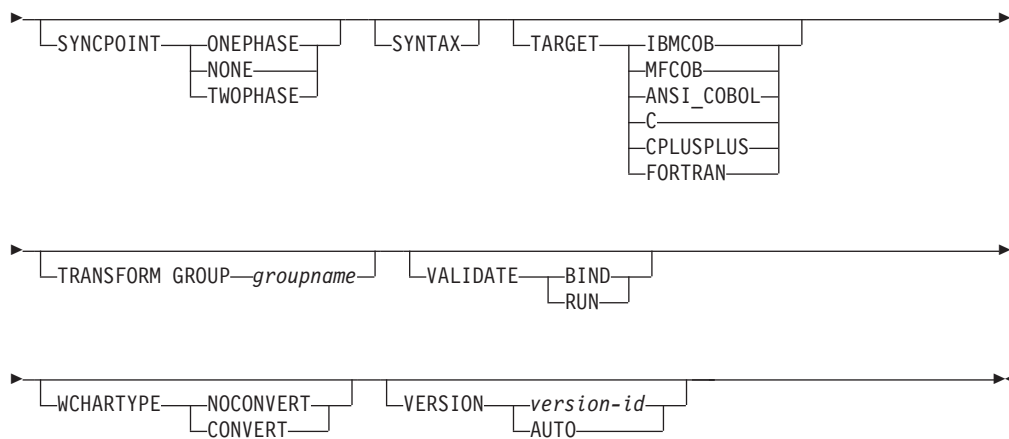 SYNCPOINT ONEPHASE SYNTAX TARGET IBMCOB
NONE MFCOB
TWOPHASE ANSI_COBOL
C
CPLUSPLUS
FORTRAN
TRANSFORM GROUP groupname VALIDATE BIND
RUN
WCHARTYPE NOCONVERT VERSION version-id
CONVERT AUTO